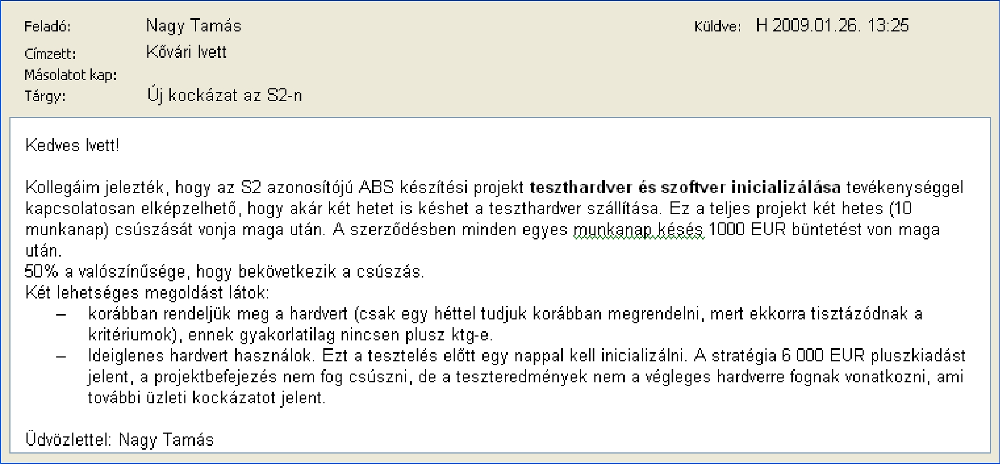 Feladó: Nagy Tamás Küldve: H 2009.01.26. 13:25
Címzett: Kővári Ivett
Másolatot kap:
Tárgy: Új kockázat az S2-n
Kedves Ivett!
Kollegáim jelezték, hogy az S2 azonosítójú ABS készítési projekt teszthardver és szoftver inicializálása tevékenységgel
kapcsolatosan elképzelhető, hogy akár két hetet is késhet a teszthardver szállítása. Ez a teljes projekt két hetes (10
munkanap) csúszását vonja maga után. A szerződésben minden egyes munkanap késés 1000 EUR büntetést von maga
után.
50% a valószínűsége, hogy bekövetkezik a csúszás.
Két lehetséges megoldást látok:
– korábban rendeljük meg a hardvert (csak egy héttel tudjuk korábban megrendelni, mert ekkorra tisztázódnak a
kritériumok), ennek gyakorlatilag nincsen plusz ktg-e.
– Ideiglenes hardvert használok. Ezt a tesztelés előtt egy nappal kell inicializálni. A stratégia 6 000 EUR pluszkiadást
jelent, a projektbefejezés nem fog csúszni, de a teszteredmények nem a végleges hardverre fognak vonatkozni, ami
további üzleti kockázatot jelent.
Üdvözlettel: Nagy Tamás